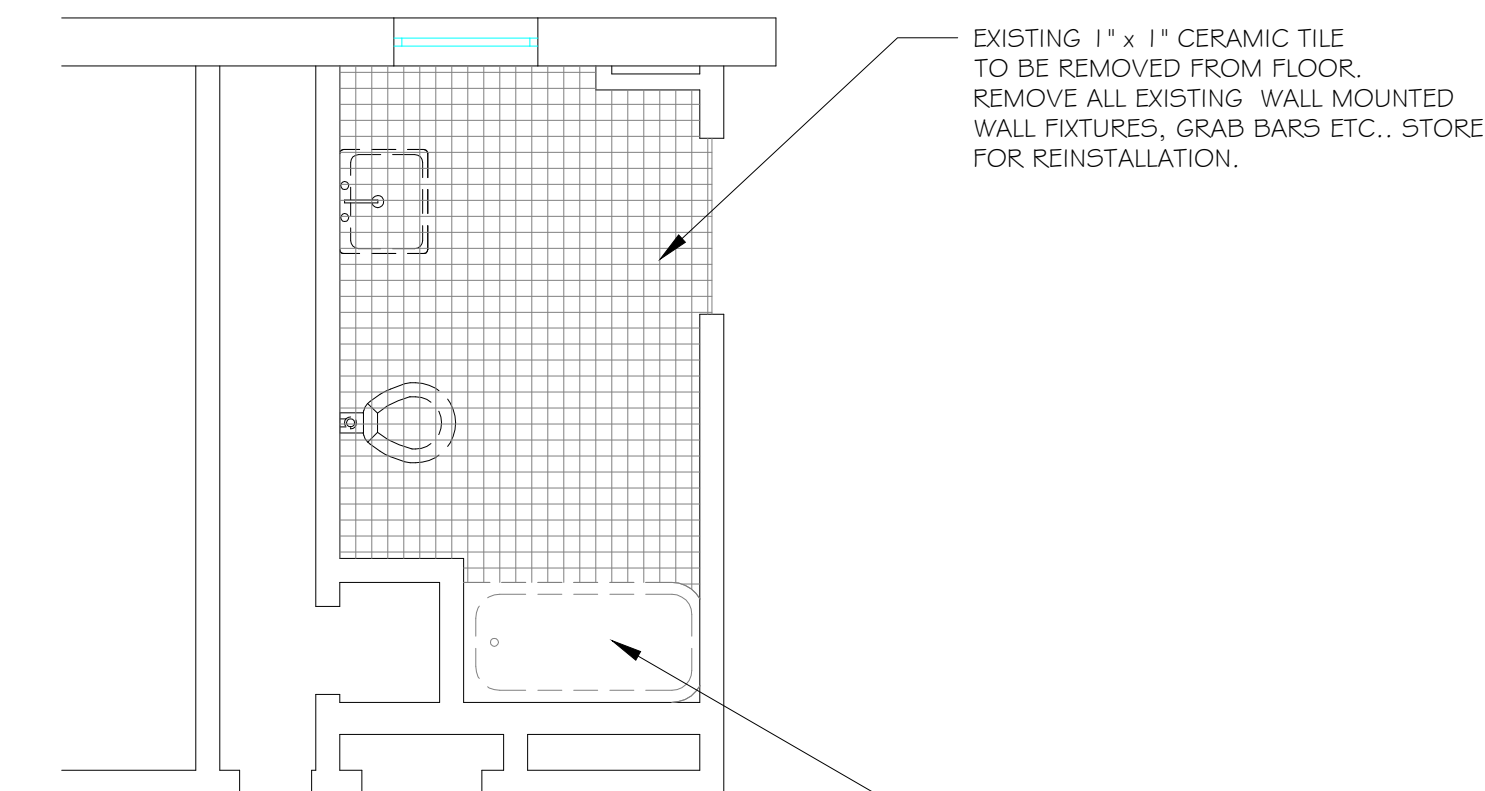 EXISTING 1" x 1" CERAMIC TILE
TO BE REMOVED FROM FLOOR.
REMOVE ALL EXISTING WALL MOUNTED
WALL FIXTURES, GRAB BARS ETC.. STORE
FOR REINSTALLATION.